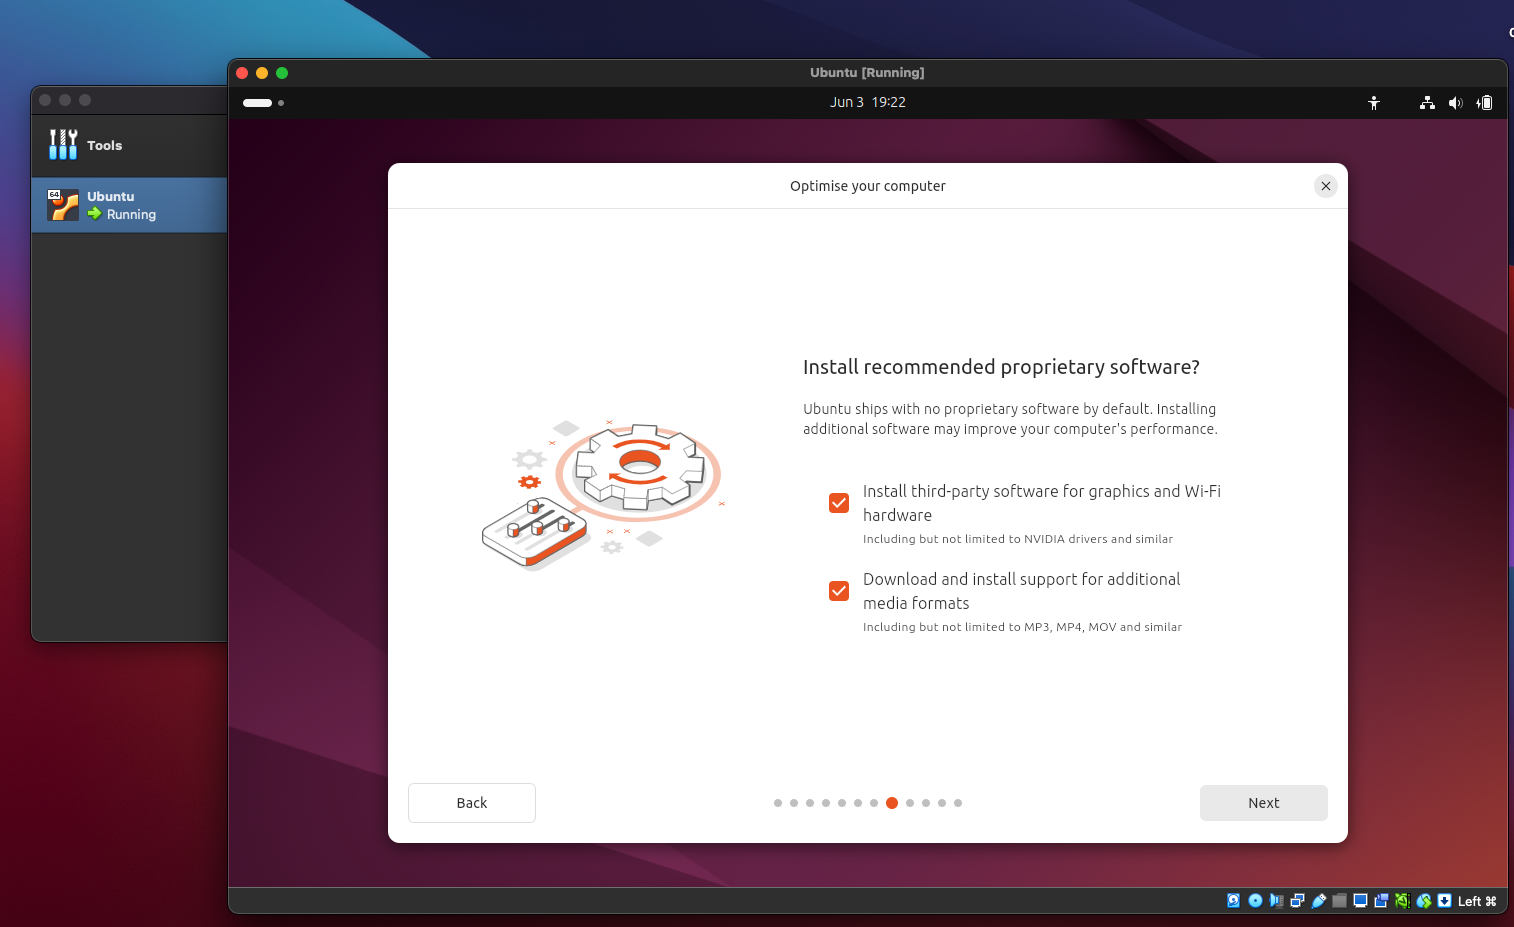 Ubuntu [Running]
Jun 3 19:22
Tools
64
Ubuntu
Running
Optimise your computer
Install recommended proprietary software?
Ubuntu ships with no proprietary software by default. Installing
additional software may improve your computer's performance.
Install third-party software for graphics and Wi-Fi
hardware
Including but not limited to NVIDIA drivers and similar
Download and install support for additional
media formats
Including but not limited to MP3, MP4, MOV and similar
Back
Next
Left ⌘